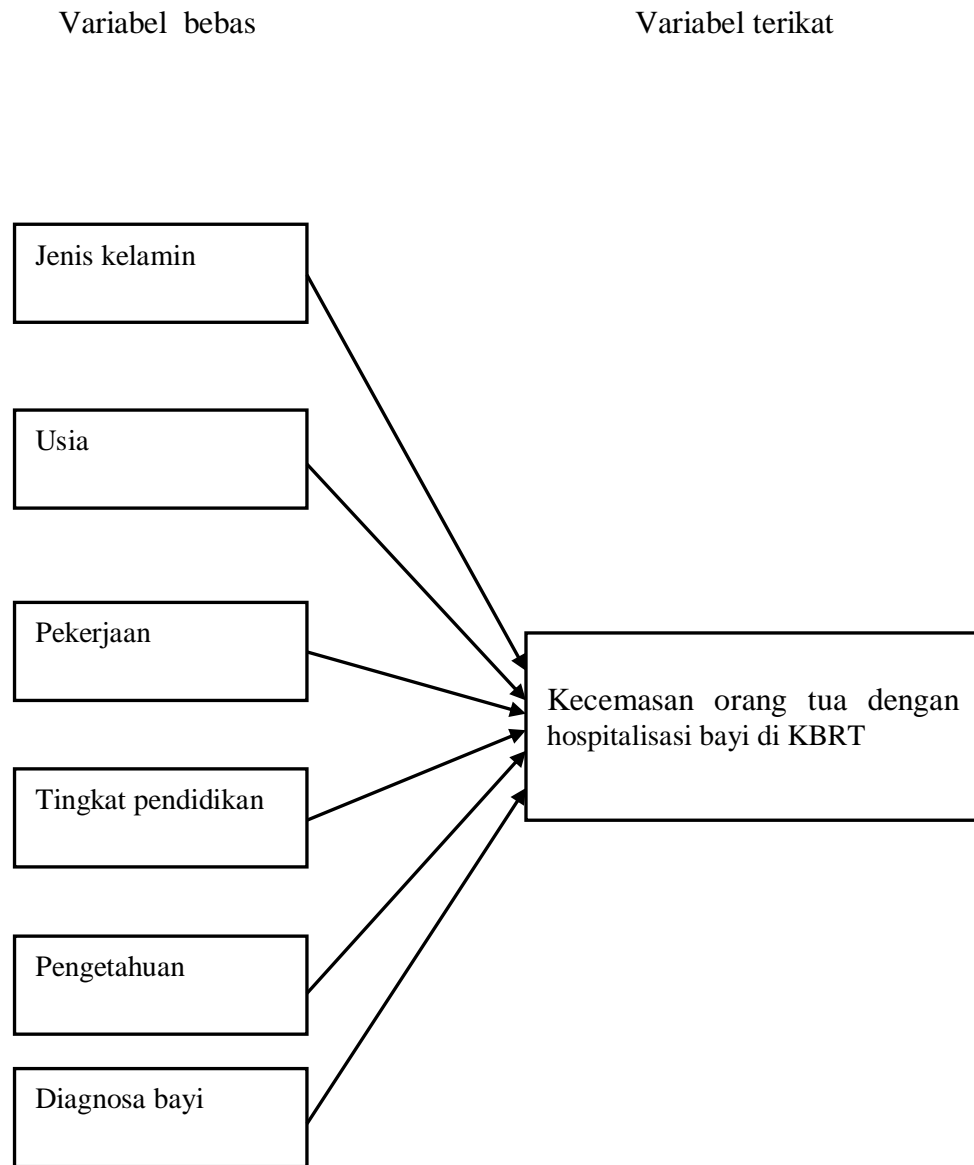 Variabel bebas
Variabel terikat
Jenis kelamin
Usia
Pekerjaan
Kecemasan orang tua dengan
hospitalisasi bayi di KBRT
Tingkat pendidikan
Pengetahuan
Diagnosa bayi